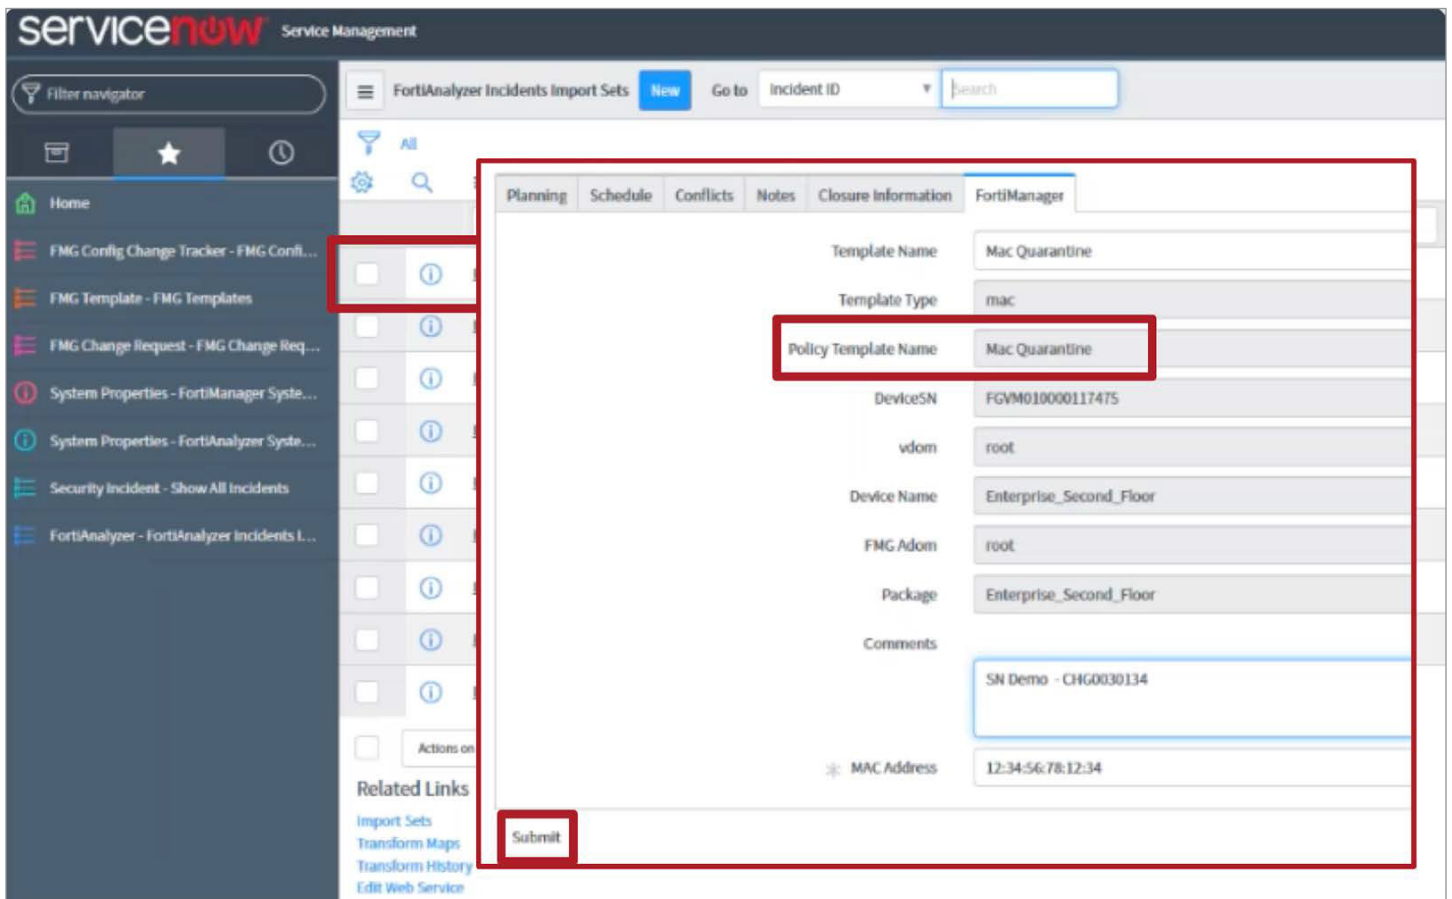 servicenow Service Management
Filter navigator
FortiAnalyzer Incidents Import Sets New Go to Incident ID Search
All
Home
FMG Config Change Tracker - FMG Confi...
FMG Template - FMG Templates
FMG Change Request - FMG Change Req...
System Properties - FortiManager Syste...
System Properties - FortiAnalyzer Syste...
Security Incident - Show All Incidents
FortiAnalyzer - FortiAnalyzer Incidents I...
Planning Schedule Conflicts Notes Closure Information FortiManager
Template Name Mac Quarantine
Template Type mac
Policy Template Name Mac Quarantine
DeviceSN FGVM010000117475
vdom root
Device Name Enterprise_Second_Floor
FMG Adom root
Package Enterprise_Second_Floor
Comments
SN Demo - CHG0030134
MAC Address 12:34:56:78:12:34
Submit
Actions on
Related Links
Import Sets
Transform Maps
Transform History
Edit Web Service